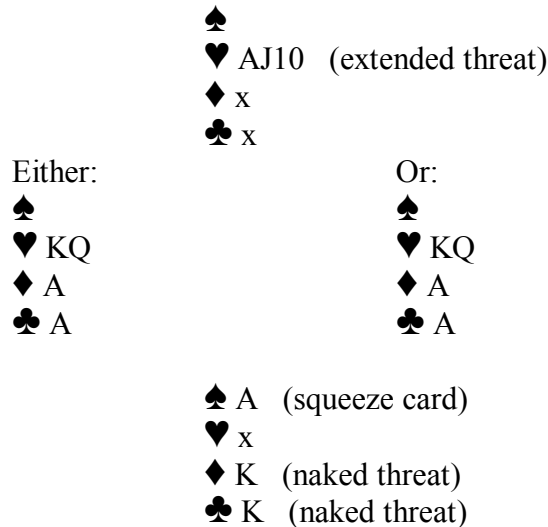 ♠
♥ AJ10 (extended threat)
♦ x
♣ x
Either: Or:
♠ ♠
♥ KQ ♥ KQ
♦ A ♦ A
♣ A ♣ A
♠ A (squeeze card)
♥ x
♦ K (naked threat)
♣ K (naked threat)